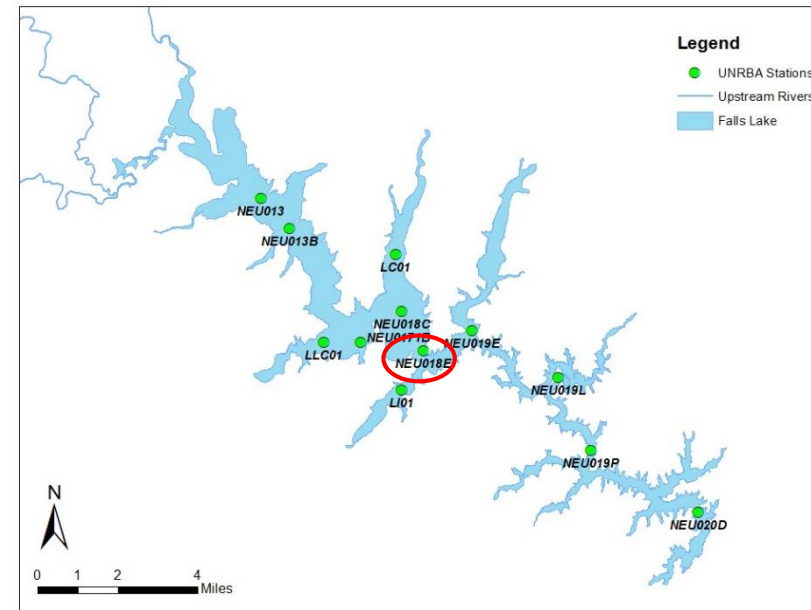 Legend
UNRBA Stations
Upstream Rivers
Falls Lake
NEU013
NEU013B
LC01
NEU018C
NEU0171B
NEU019E
LLC01
NEU018E
NEU019L
LI01
NEU019P
N
NEU020D
0 1 2 4
Miles